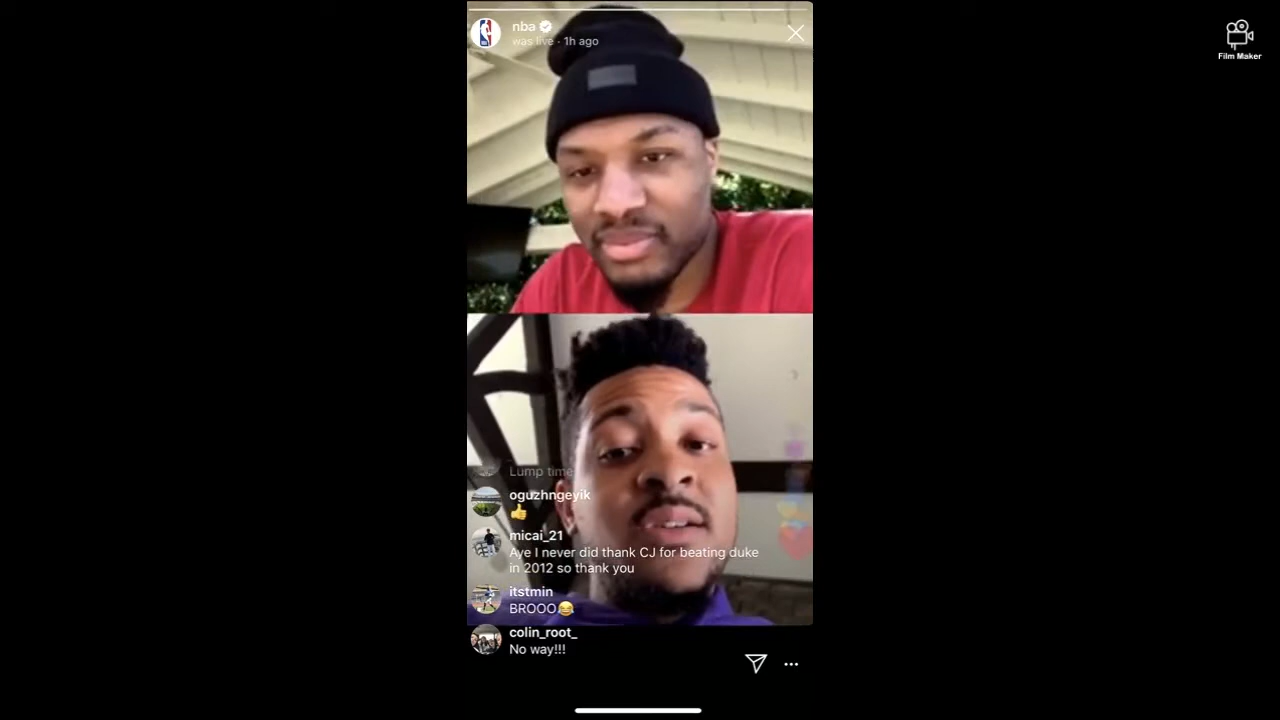 nba
was live · 1h ago
Film Maker
Lump time
oguzhngeyik
👍
micai_21
Aye I never did thank CJ for beating duke
in 2012 so thank you
itstmin
BROOO😂
colin_root_
No way!!!